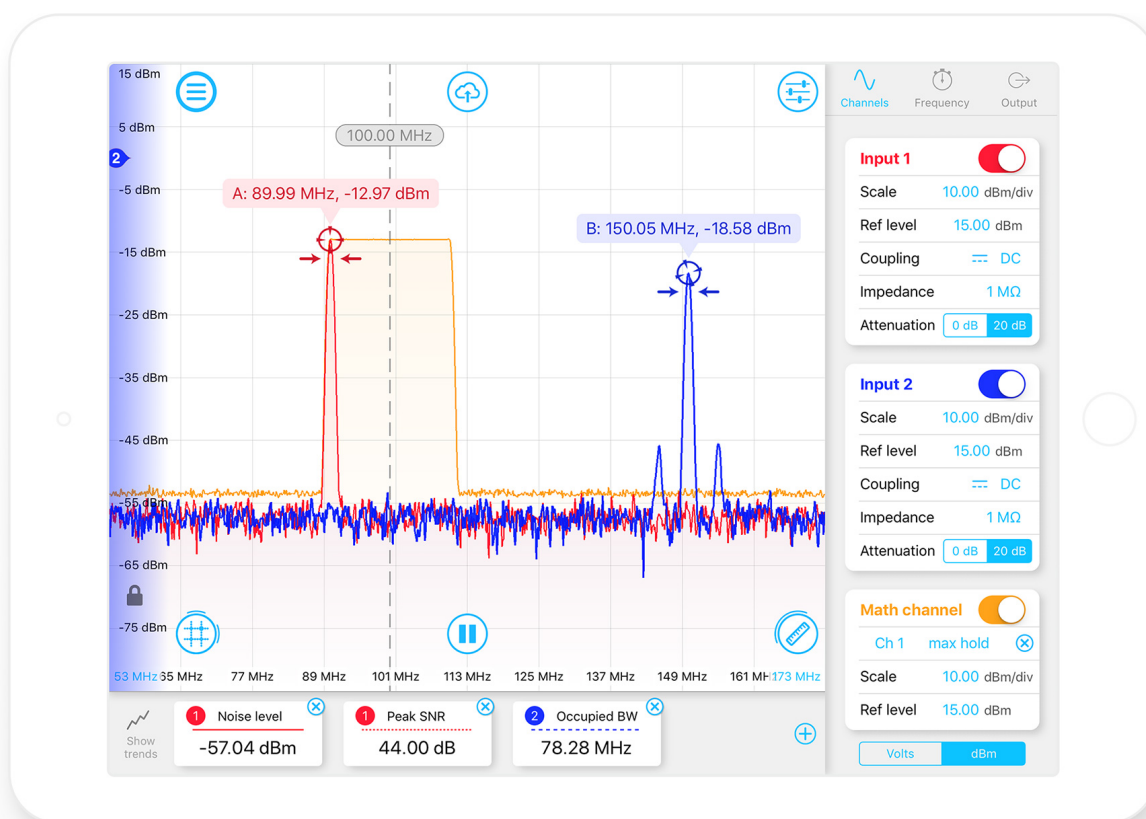 15 dBm
5 dBm
2
-5 dBm
-15 dBm
-25 dBm
-35 dBm
-45 dBm
-55 dBm
-65 dBm
-75 dBm
100.00 MHz
A: 89.99 MHz, -12.97 dBm
B: 150.05 MHz, -18.58 dBm
53 MHz 65 MHz 77 MHz 89 MHz 101 MHz 113 MHz 125 MHz 137 MHz 149 MHz 161 MH 173 MHz
Show
trends
1 Noise level
-57.04 dBm
1 Peak SNR
44.00 dB
2 Occupied BW
78.28 MHz
Channels Frequency Output
Input 1
Scale 10.00 dBm/div
Ref level 15.00 dBm
Coupling DC
Impedance 1 MΩ
Attenuation 0 dB 20 dB
Input 2
Scale 10.00 dBm/div
Ref level 15.00 dBm
Coupling DC
Impedance 1 MΩ
Attenuation 0 dB 20 dB
Math channel
Ch 1 max hold
Scale 10.00 dBm/div
Ref level 15.00 dBm
Volts dBm